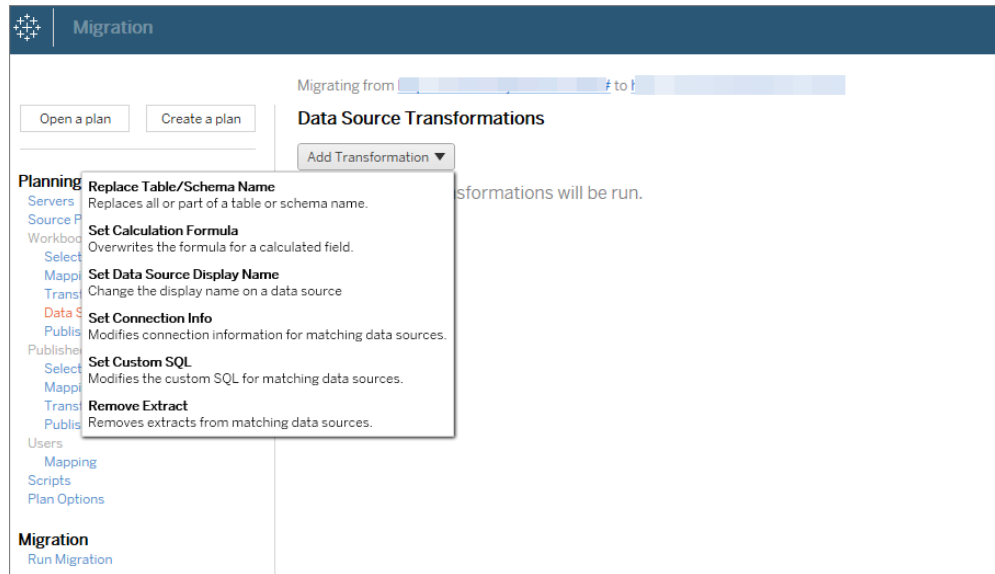 Migration
Migrating from to
Open a plan Create a plan
Data Source Transformations
Add Transformation
Planning
Servers
Source
Replace Table/Schema Name
Replaces all or part of a table or schema name.
sformations will be run.
Set Calculation Formula
Overwrites the formula for a calculated field.
Select
Set Data Source Display Name
Change the display name on a data source
Data
Set Connection Info
Modifies connection information for matching data sources.
Set Custom SQL
Modifies the custom SQL for matching data sources.
Select
Remove Extract
Removes extracts from matching data sources.
Users
Mapping
Scripts
Plan Options
Migration
Run Migration